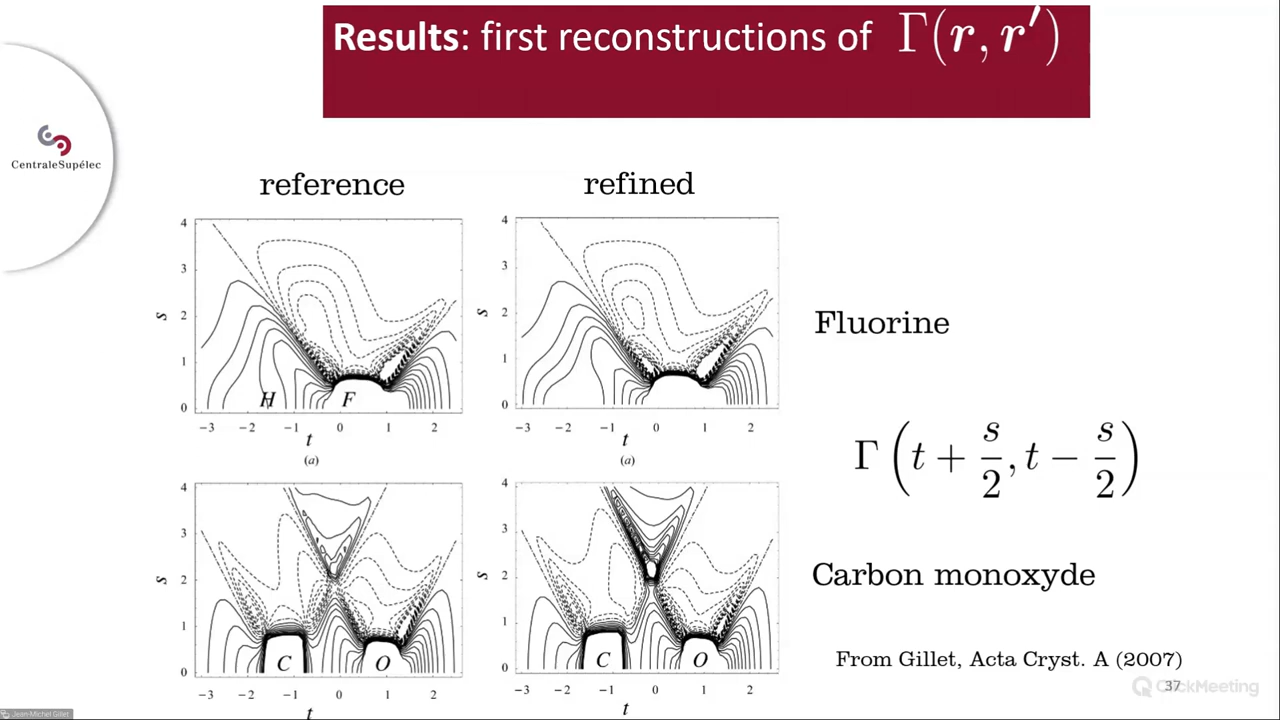 Results: first reconstructions of Γ(r, r′)
CentraleSupélec
reference
refined
4
3
2
1
0
s
H
F
−3 −2 −1 0 1 2
t
(a)
4
3
2
1
0
s
−3 −2 −1 0 1 2
t
(a)
Fluorine
Γ(t + s/2, t − s/2)
4
3
2
1
0
s
C
O
−3 −2 −1 0 1 2
t
4
3
2
1
0
s
C
O
−3 −2 −1 0 1 2
t
Carbon monoxyde
From Gillet, Acta Cryst. A (2007)
37
ClickMeeting
Jean-Michel Gillet